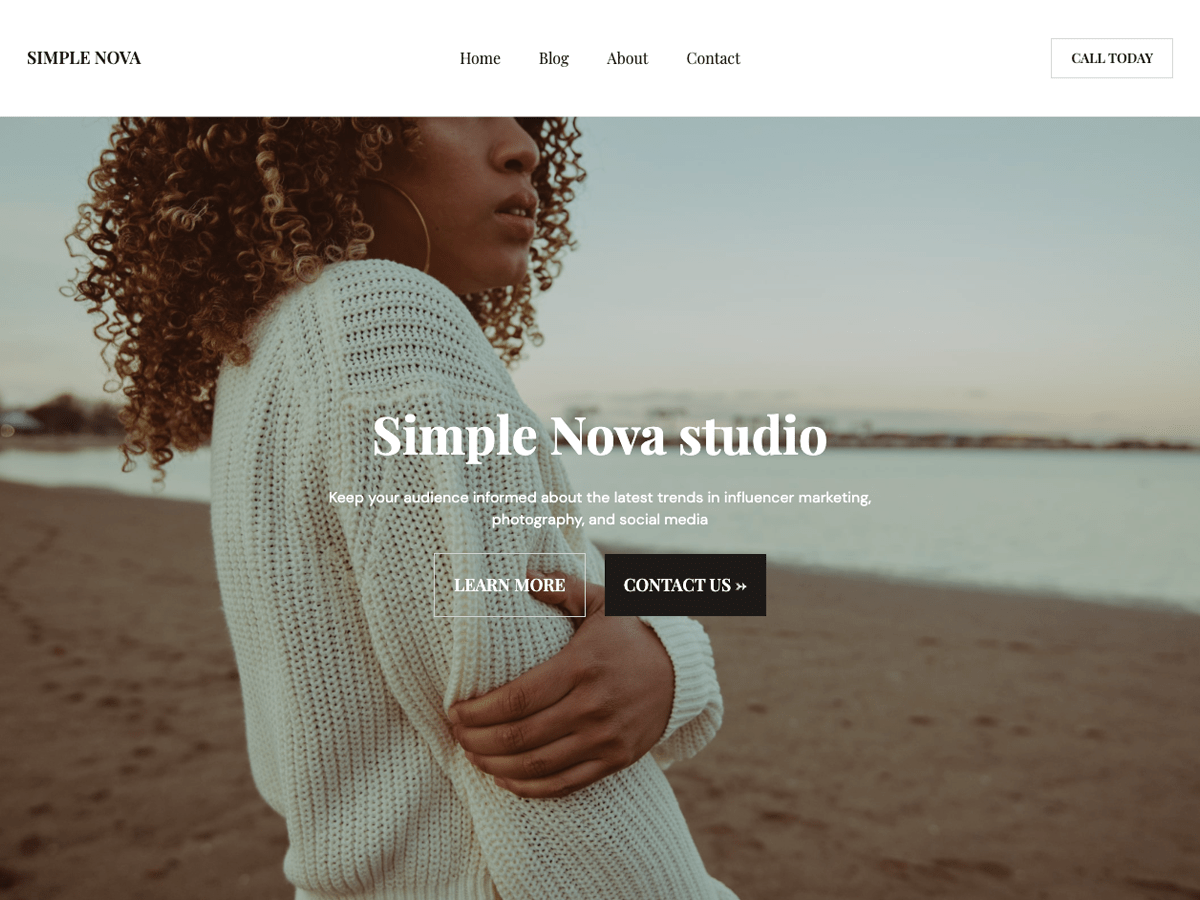 SIMPLE NOVA
Home
Blog
About
Contact
CALL TODAY
Simple Nova studio
Keep your audience informed about the latest trends in influencer marketing,
photography, and social media
LEARN MORE
CONTACT US »